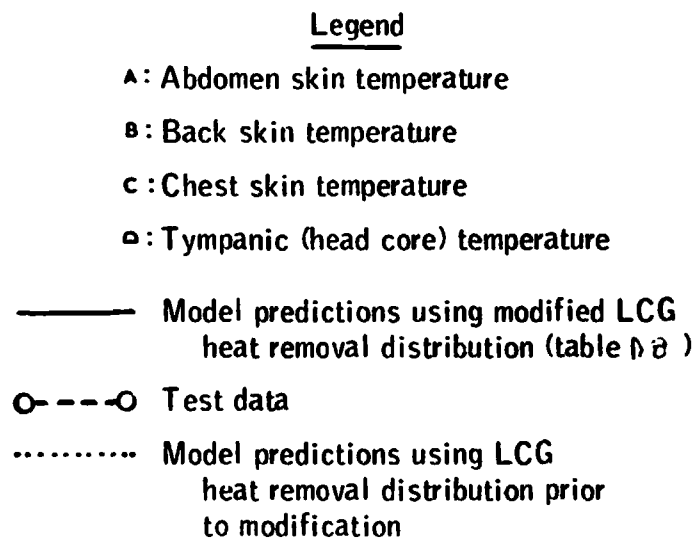 Legend
A: Abdomen skin temperature
B: Back skin temperature
C: Chest skin temperature
D: Tympanic (head core) temperature
Model predictions using modified LCG
heat removal distribution (table )
Test data
Model predictions using LCG
heat removal distribution prior
to modification